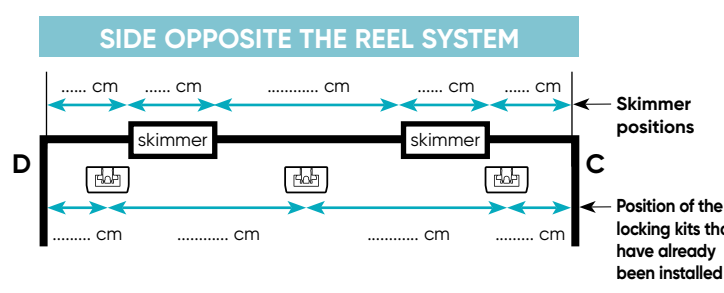 SIDE OPPOSITE THE REEL SYSTEM
...... cm ...... cm ............ cm ...... cm ...... cm
Skimmer
positions
skimmer skimmer
D C
Position of the
locking kits tha
have already
been installed
......... cm ............ cm ............ cm ......... cm